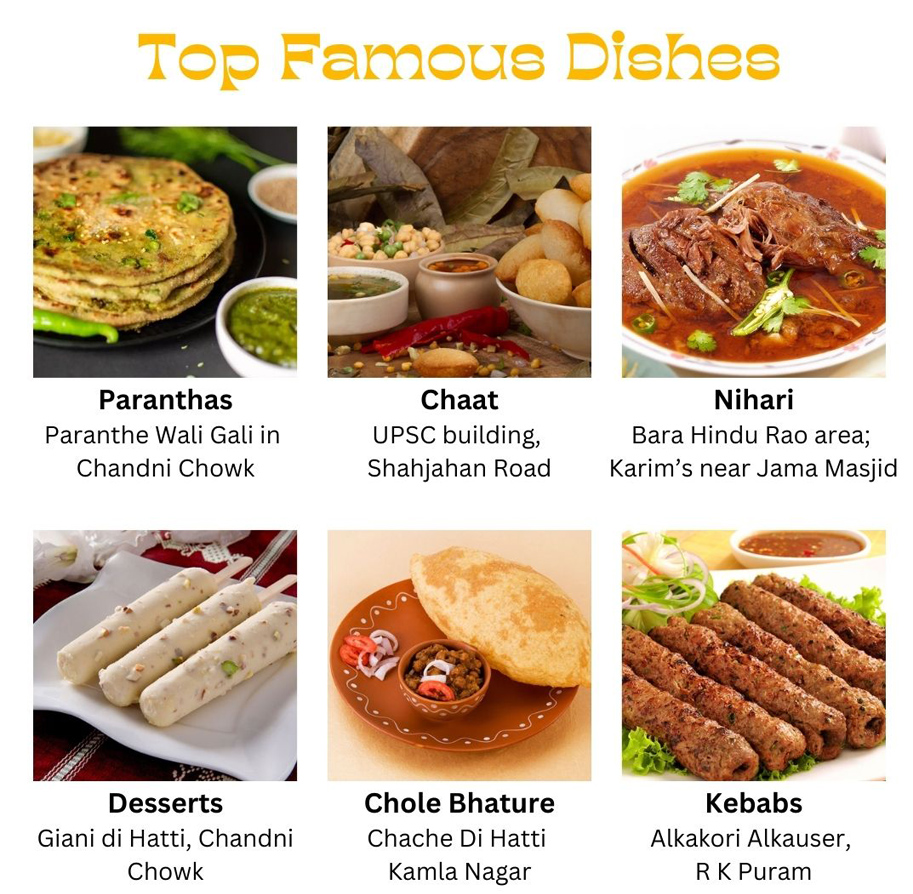 Top Famous Dishes
Paranthas
Paranthe Wali Gali in
Chandni Chowk
Chaat
UPSC building,
Shahjahan Road
Nihari
Bara Hindu Rao area;
Karim's near Jama Masjid
Desserts
Giani di Hatti, Chandni
Chowk
Chole Bhature
Chache Di Hatti
Kamla Nagar
Kebabs
Alkakori Alkauser,
R K Puram